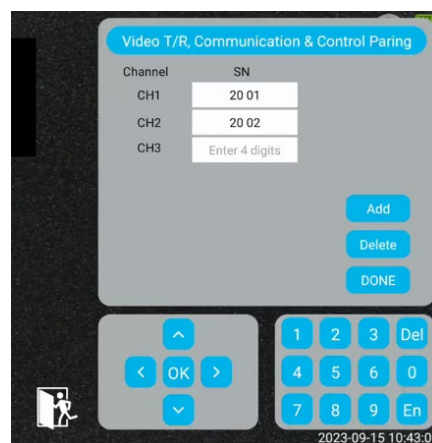 Video T/R, Communication & Control Paring
Channel SN
CH1 20 01
CH2 20 02
CH3 Enter 4 digits
Add
Delete
DONE
OK
1 2 3 Del
4 5 6 0
7 8 9 En
2023-09-15 10:43:0